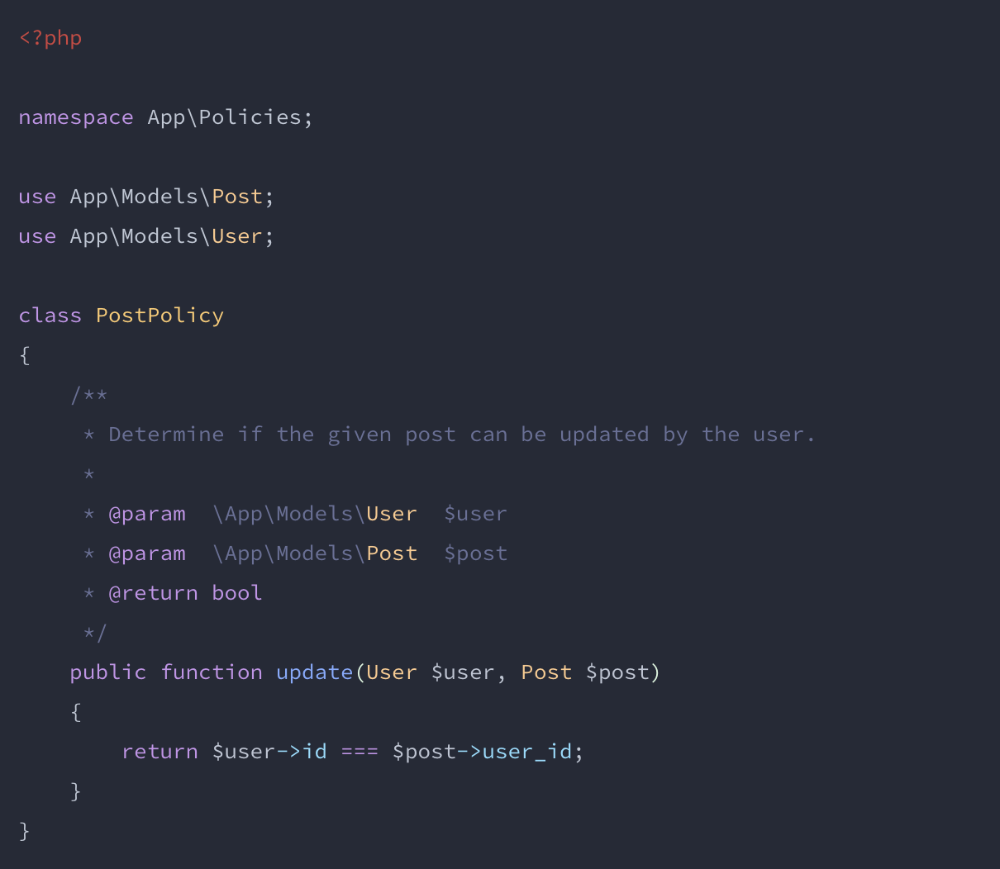 <?php

namespace App\Policies;

use App\Models\Post;
use App\Models\User;

class PostPolicy
{
    /**
     * Determine if the given post can be updated by the user.
     *
     * @param  \App\Models\User  $user
     * @param  \App\Models\Post  $post
     * @return bool
     */
    public function update(User $user, Post $post)
    {
        return $user->id === $post->user_id;
    }
}